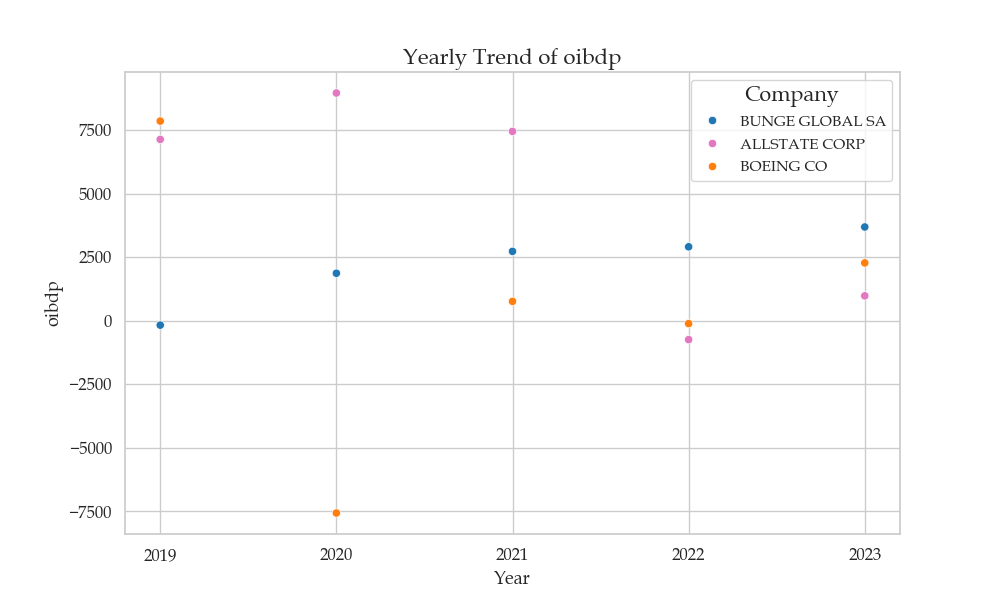 Yearly Trend of oibdp
Company
BUNGE GLOBAL SA
ALLSTATE CORP
BOEING CO
oibdp
7500
5000
2500
0
−2500
−5000
−7500
2019 2020 2021 2022 2023
Year